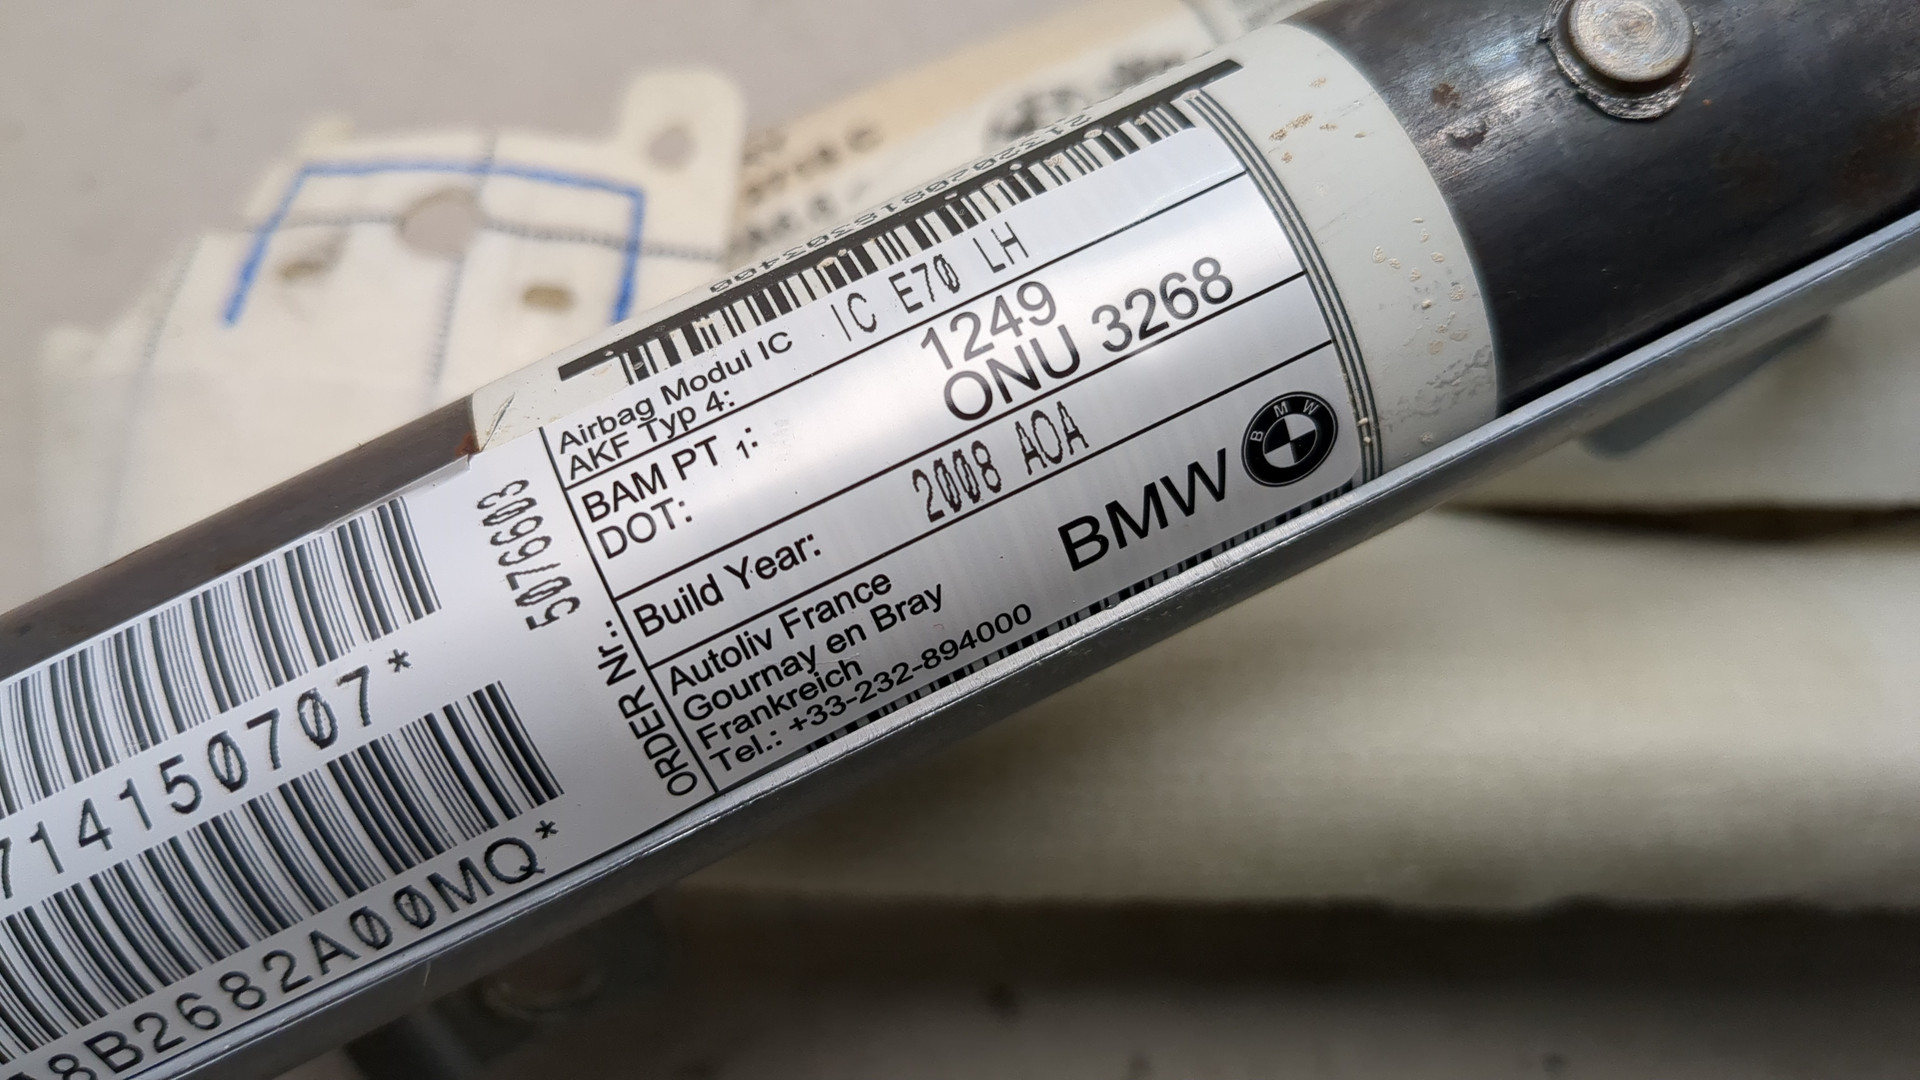 Airbag Modul IC IC E70 LH
AKF Typ 4:
BAM PT 1: 1249
DOT: ONU 3268
Build Year: 2008 AOA
Autoliv France
Gournay en Bray
Frankreich
Tel.: +33-232-894000
BMW
BMW
ORDER Nr.: 5076603
714150707*
8B2682A00MQ*